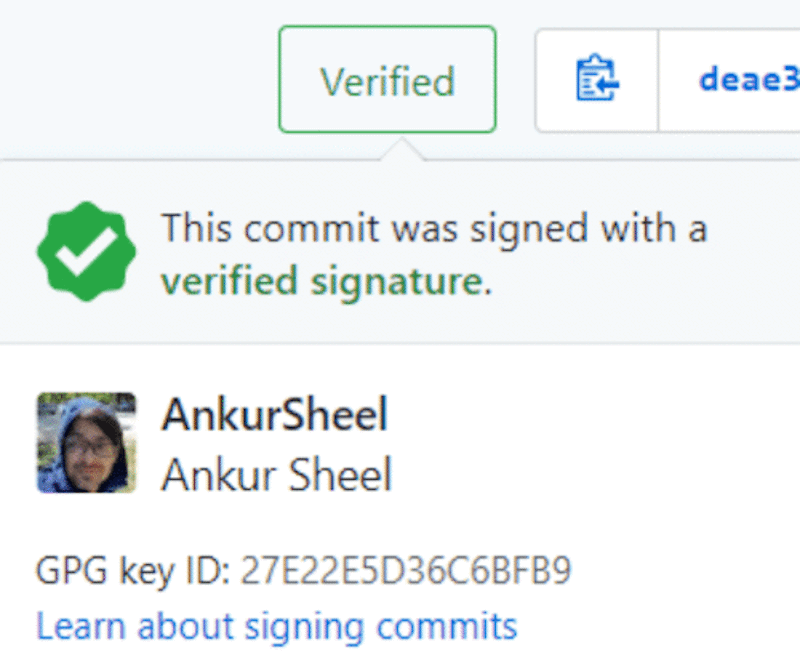 Verified
deae3
This commit was signed with a
verified signature.
AnkurSheel
Ankur Sheel
GPG key ID: 27E22E5D36C6BFB9
Learn about signing commits